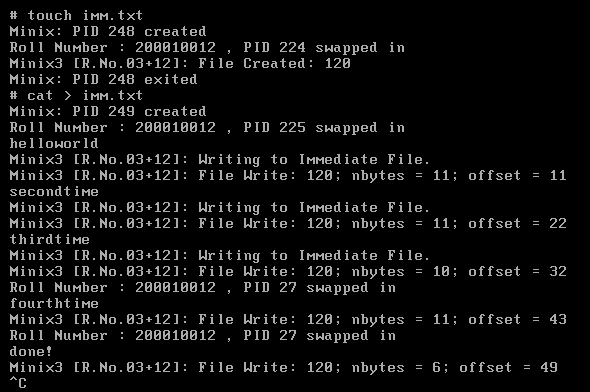 # touch imm.txt
Minix: PID 248 created
Roll Number : 200010012 , PID 224 swapped in
Minix3 [R.No.03+12]: File Created: 120
Minix: PID 248 exited
# cat > imm.txt
Minix: PID 249 created
Roll Number : 200010012 , PID 225 swapped in
helloworld
Minix3 [R.No.03+12]: Writing to Immediate File.
Minix3 [R.No.03+12]: File Write: 120; nbytes = 11; offset = 11
secondtime
Minix3 [R.No.03+12]: Writing to Immediate File.
Minix3 [R.No.03+12]: File Write: 120; nbytes = 11; offset = 22
thirdtime
Minix3 [R.No.03+12]: Writing to Immediate File.
Minix3 [R.No.03+12]: File Write: 120; nbytes = 10; offset = 32
Roll Number : 200010012 , PID 27 swapped in
fourthtime
Minix3 [R.No.03+12]: File Write: 120; nbytes = 11; offset = 43
Roll Number : 200010012 , PID 27 swapped in
done!
Minix3 [R.No.03+12]: File Write: 120; nbytes = 6; offset = 49
^C